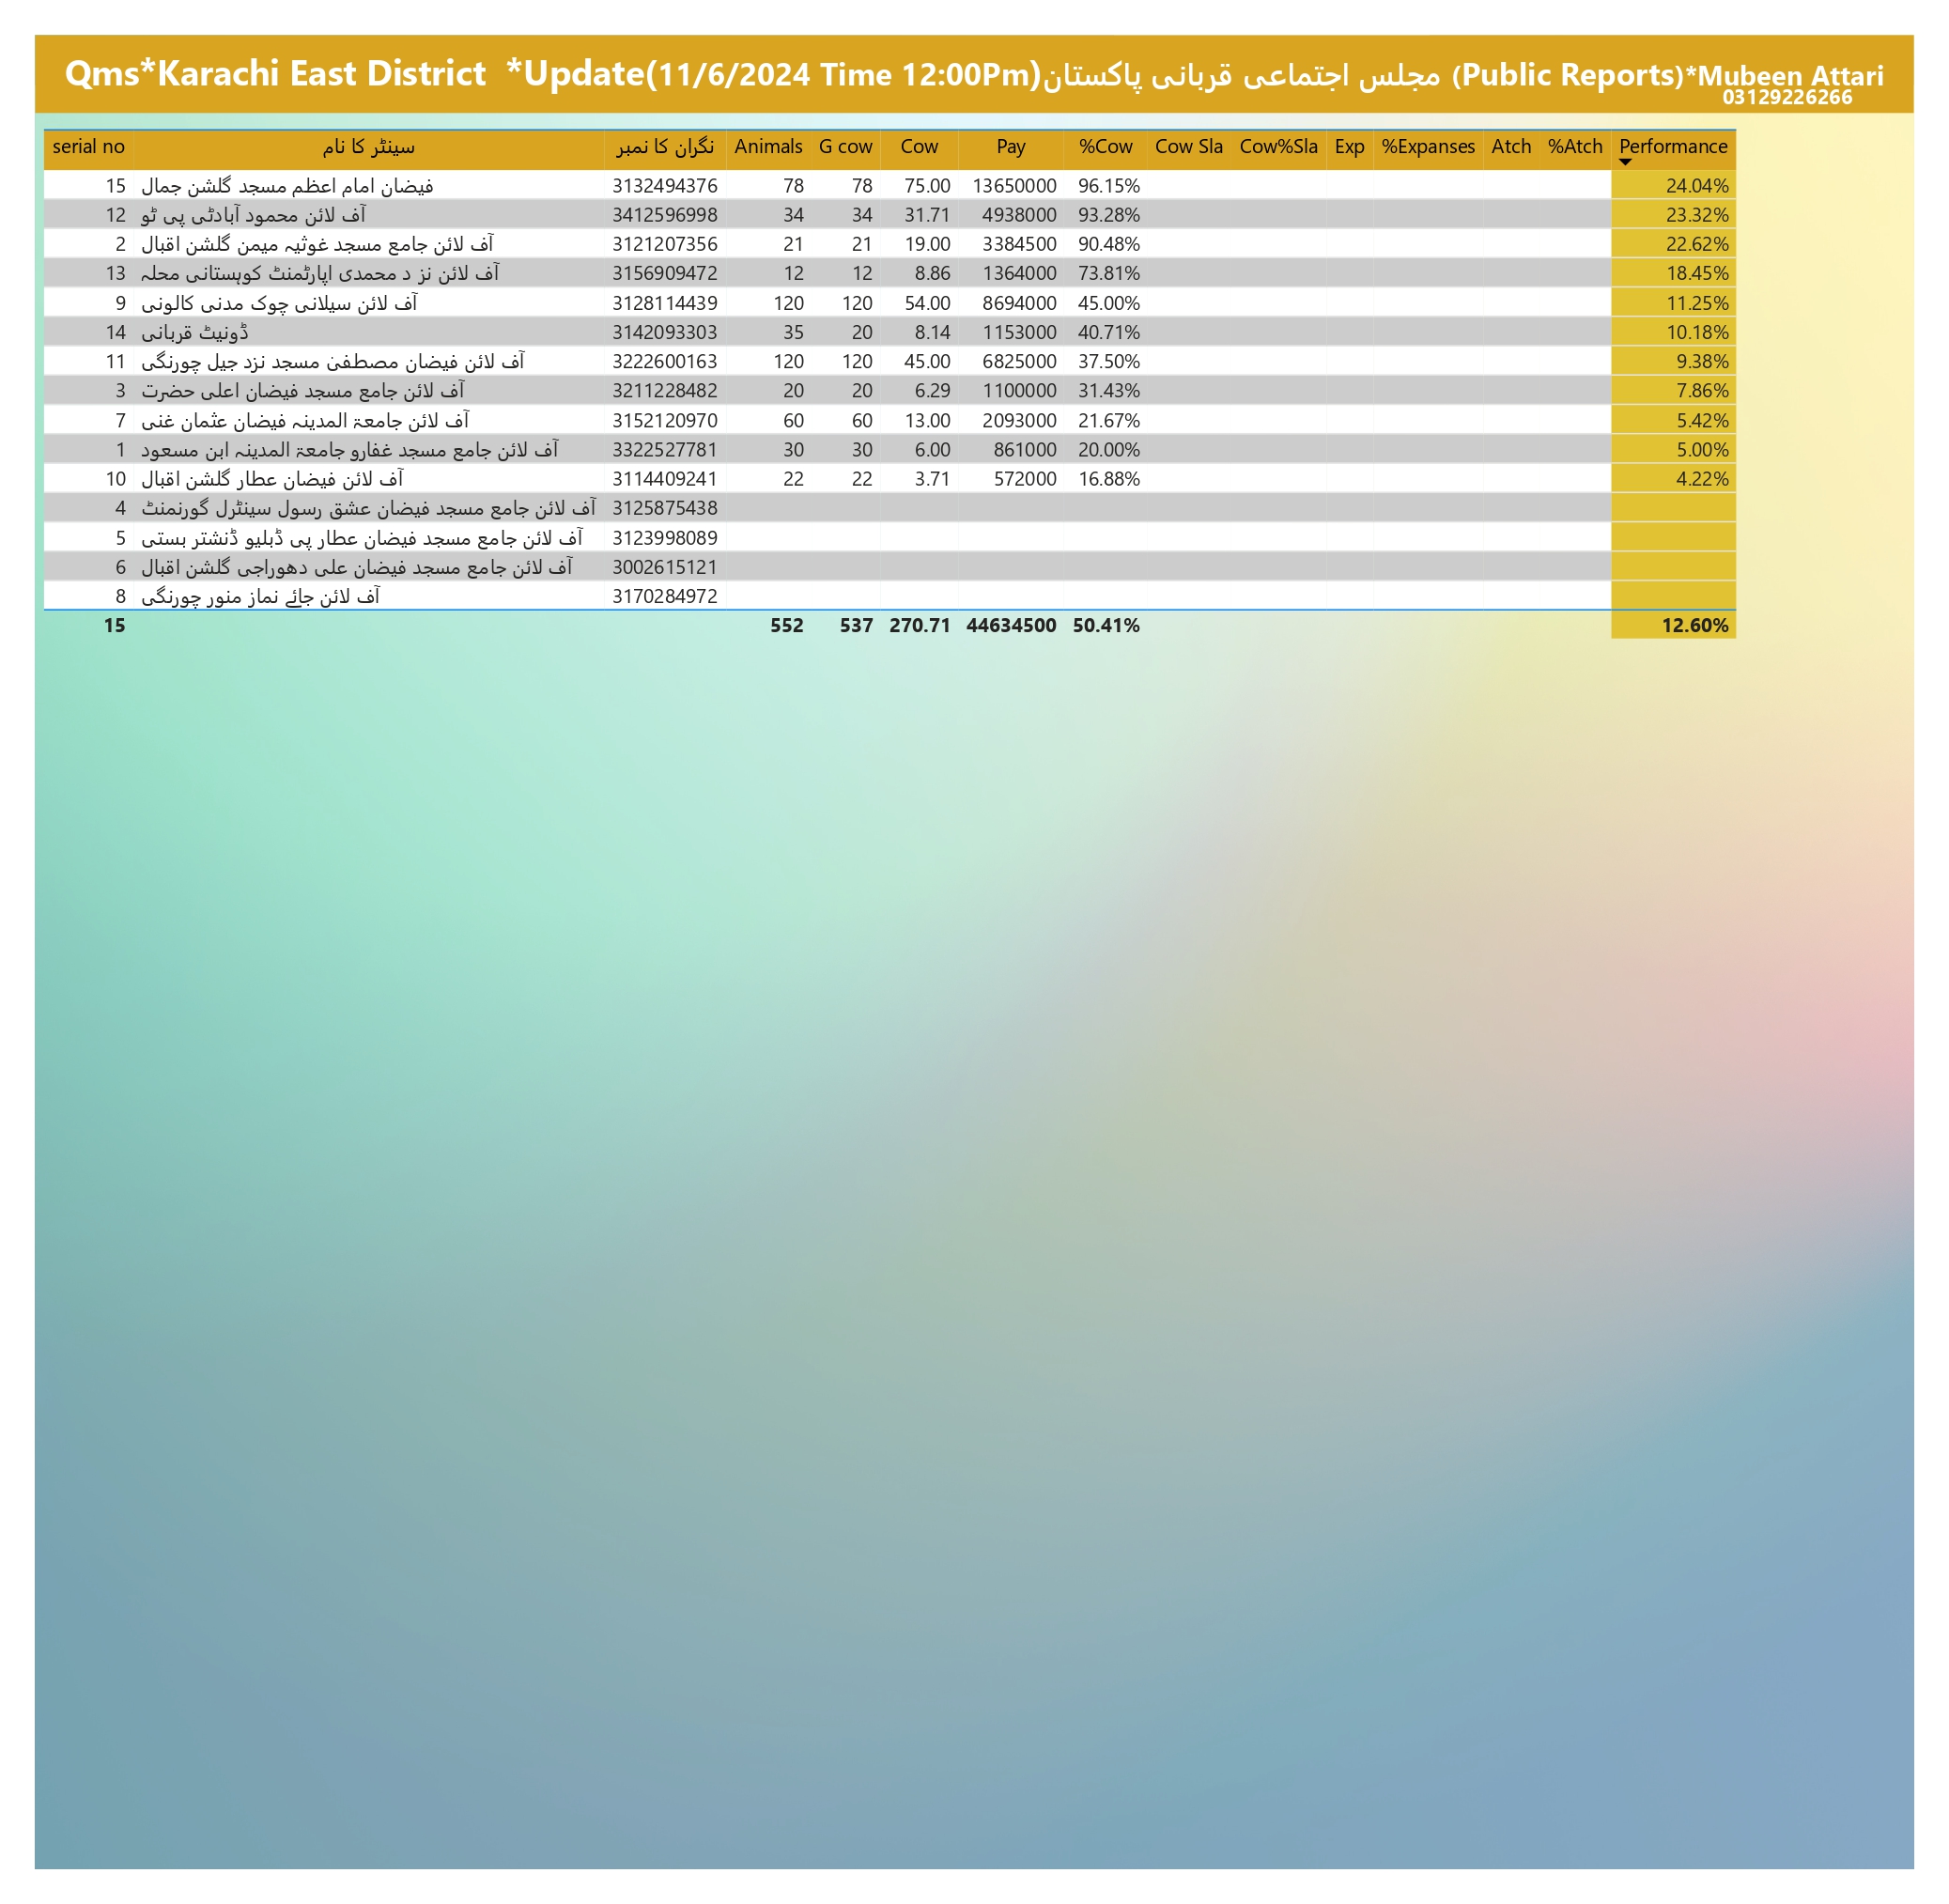 Qms*Karachi East District *Update(11/6/2024 Time 12:00Pm)مجلس اجتماعی قربانی پاکستان (Public Reports)*Mubeen Attari
03129226266
serial no سینٹر کا نام نگران کا نمبر Animals G cow Cow Pay %Cow Cow Sla Cow%Sla Exp %Expanses Atch %Atch Performance
15 فیضان امام اعظم مسجد گلشن جمال 3132494376 78 78 75.00 13650000 96.15% 24.04%
12 آف لائن محمود آبادٹی پی ٹو 3412596998 34 34 31.71 4938000 93.28% 23.32%
2 آف لائن جامع مسجد غوثیہ میمن گلشن اقبال 3121207356 21 21 19.00 3384500 90.48% 22.62%
13 آف لائن نز د محمدی اپارٹمنٹ کوہستانی محلہ 3156909472 12 12 8.86 1364000 73.81% 18.45%
9 آف لائن سیلانی چوک مدنی کالونی 3128114439 120 120 54.00 8694000 45.00% 11.25%
14 ڈونیٹ قربانی 3142093303 35 20 8.14 1153000 40.71% 10.18%
11 آف لائن فیضان مصطفیٰ مسجد نزد جیل چورنگی 3222600163 120 120 45.00 6825000 37.50% 9.38%
3 آف لائن جامع مسجد فیضان اعلی حضرت 3211228482 20 20 6.29 1100000 31.43% 7.86%
7 آف لائن جامعۃ المدینہ فیضان عثمان غنی 3152120970 60 60 13.00 2093000 21.67% 5.42%
1 آف لائن جامع مسجد غفارو جامعۃ المدینہ ابن مسعود 3322527781 30 30 6.00 861000 20.00% 5.00%
10 آف لائن فیضان عطار گلشن اقبال 3114409241 22 22 3.71 572000 16.88% 4.22%
4 آف لائن جامع مسجد فیضان عشق رسول سینٹرل گورنمنٹ 3125875438
5 آف لائن جامع مسجد فیضان عطار پی ڈبلیو ڈنشتر بستی 3123998089
6 آف لائن جامع مسجد فیضان علی دھوراجی گلشن اقبال 3002615121
8 آف لائن جائے نماز منور چورنگی 3170284972
15 552 537 270.71 44634500 50.41% 12.60%